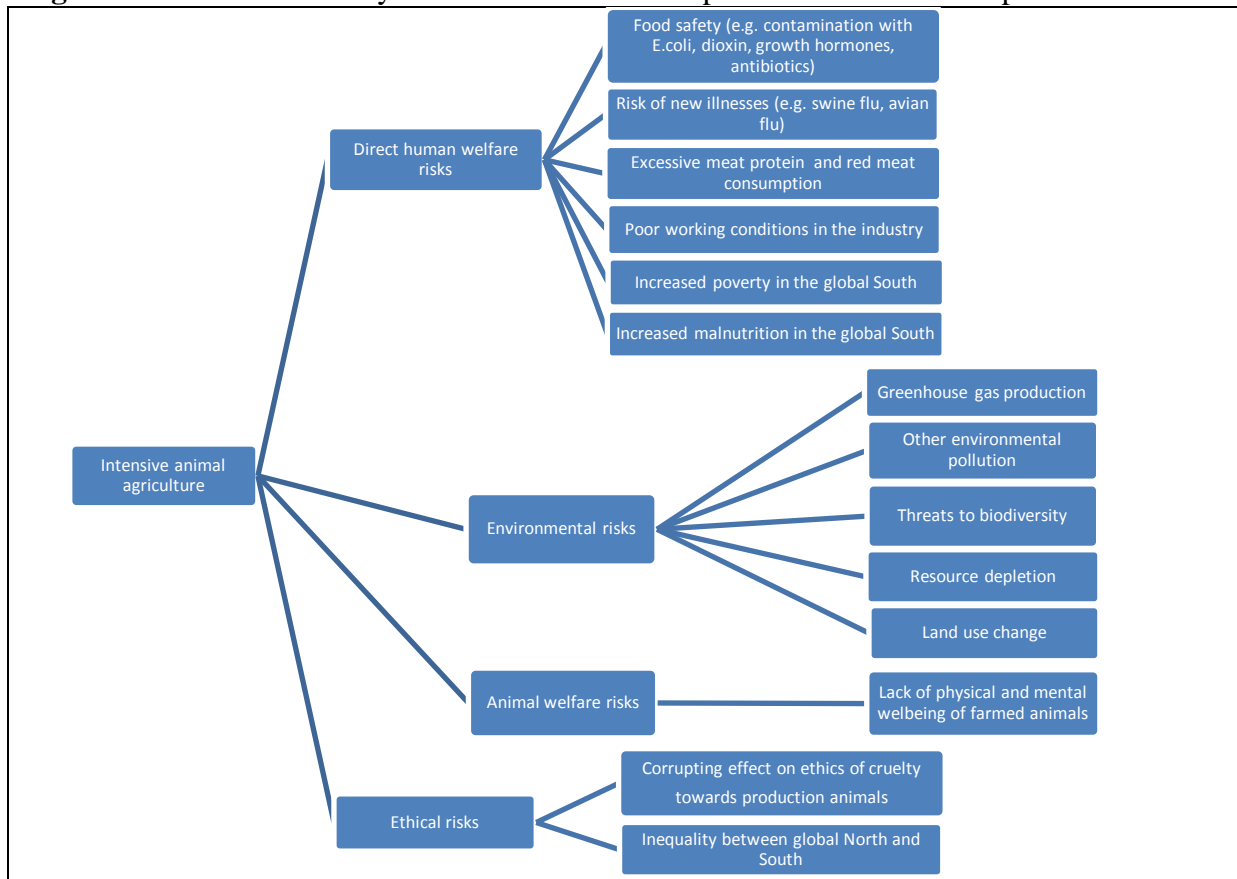 Food safety (e.g. contamination with
E.coli, dioxin, growth hormones,
antibiotics)
Risk of new illnesses (e.g. swine flu, avian
flu)
Direct human welfare
risks
Excessive meat protein and red meat
consumption
Poor working conditions in the industry
Increased poverty in the global South
Increased malnutrition in the global South
Greenhouse gas production
Other environmental
pollution
Intensive animal
agriculture
Environmental risks
Threats to biodiversity
Resource depletion
Land use change
Animal welfare risks
Lack of physical and mental
welbeing of farmed animals
Corrupting effect on ethics of cruelty
towards production animals
Ethical risks
Inequality between global North and
South